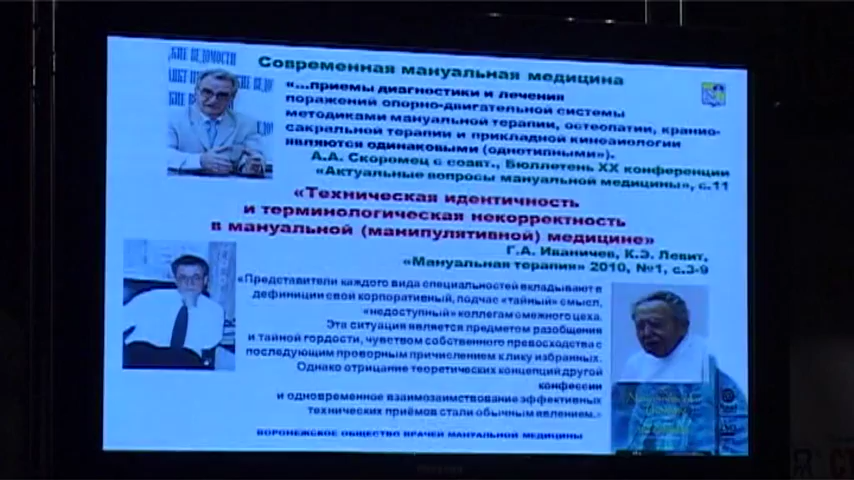 КИЕ ВЕДОМОСТИ
Современная мануальная медицина
«...приемы диагностики и лечения
поражений опорно-двигательной системы
методиками мануальной терапии, остеопатии, кранио-
сакральной терапии и прикладной кинезиологии
являются одинаковыми (однотипными»).
А.А. Скоромец с соавт., Бюллетень XX конференции
«Актуальные вопросы мануальной медицины», с.11
«Техническая идентичность
и терминологическая некорректность
в мануальной (манипулятивной) медицине»
Г.А. Иваничев, К.Э. Левит,
«Мануальная терапия» 2010, №1, с.3-9
«Представители каждого вида специальностей вкладывают в
дефиниции свой корпоративный, подчас «тайный» смысл,
«недоступный» коллегам смежного цеха.
Эта ситуация является предметом разобщения
и тайной гордости, чувством собственного превосходства с
последующим проворным причислением к лику избранных.
Однако отрицание теоретических концепций другой
конфессии
и одновременное взаимозаимствование эффективных
технических приёмов стали обычным явлением.»
ВОРОНЕЖСКОЕ ОБЩЕСТВО ВРАЧЕЙ МАНУАЛЬНОЙ МЕДИЦИНЫ